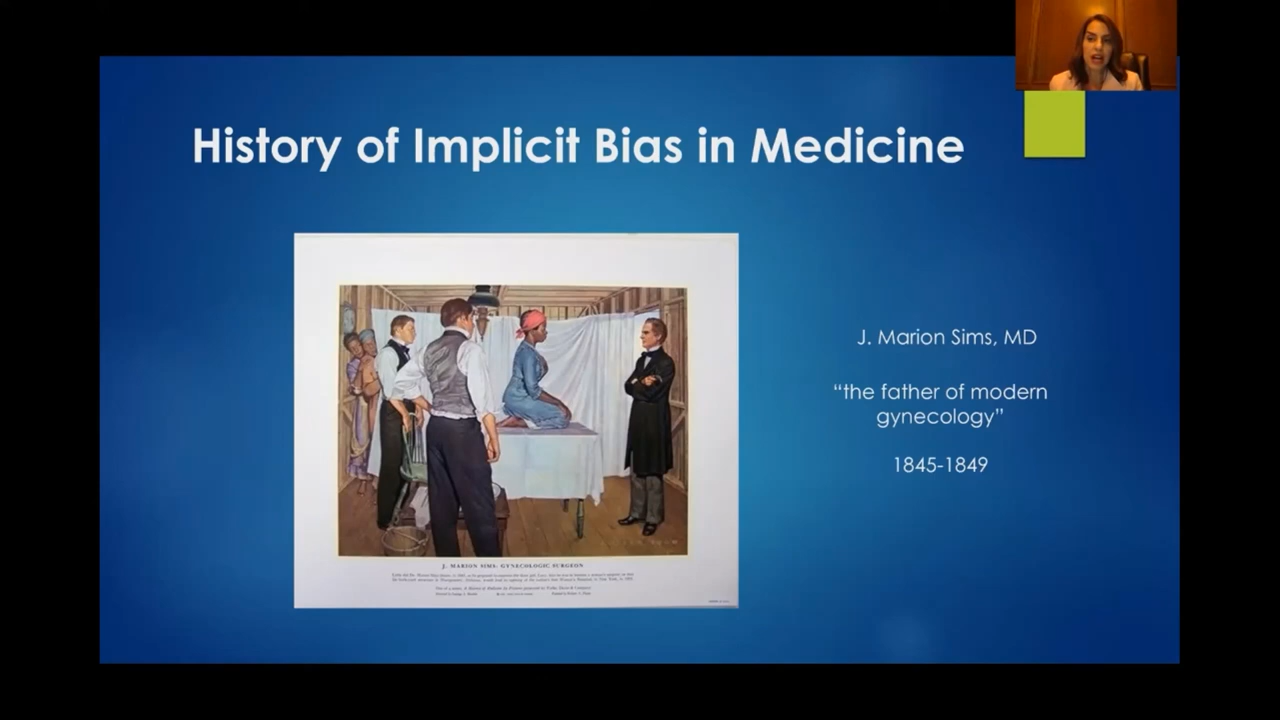 History of Implicit Bias in Medicine
J. MARION SIMS: GYNECOLOGIC SURGEON
J. Marion Sims, MD
“the father of modern
gynecology”
1845-1849